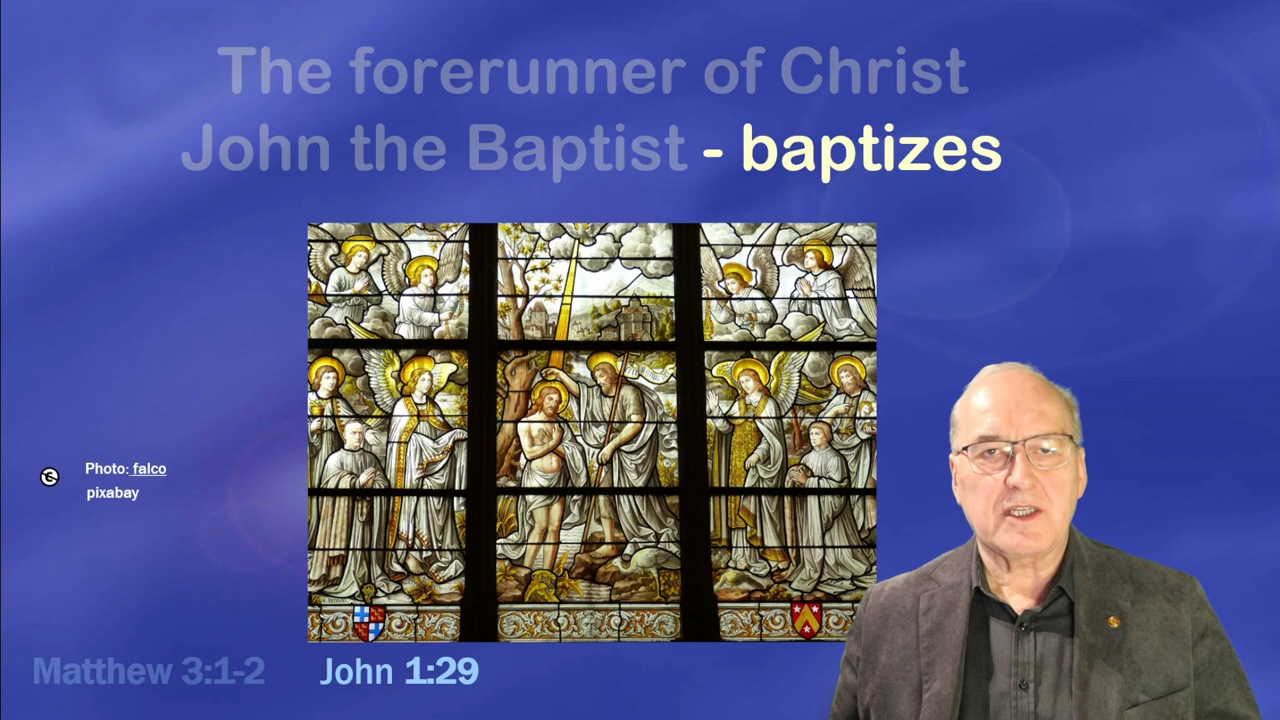 The forerunner of Christ
John the Baptist - baptizes
Photo: falco
pixabay
Matthew 3:1-2 John 1:29